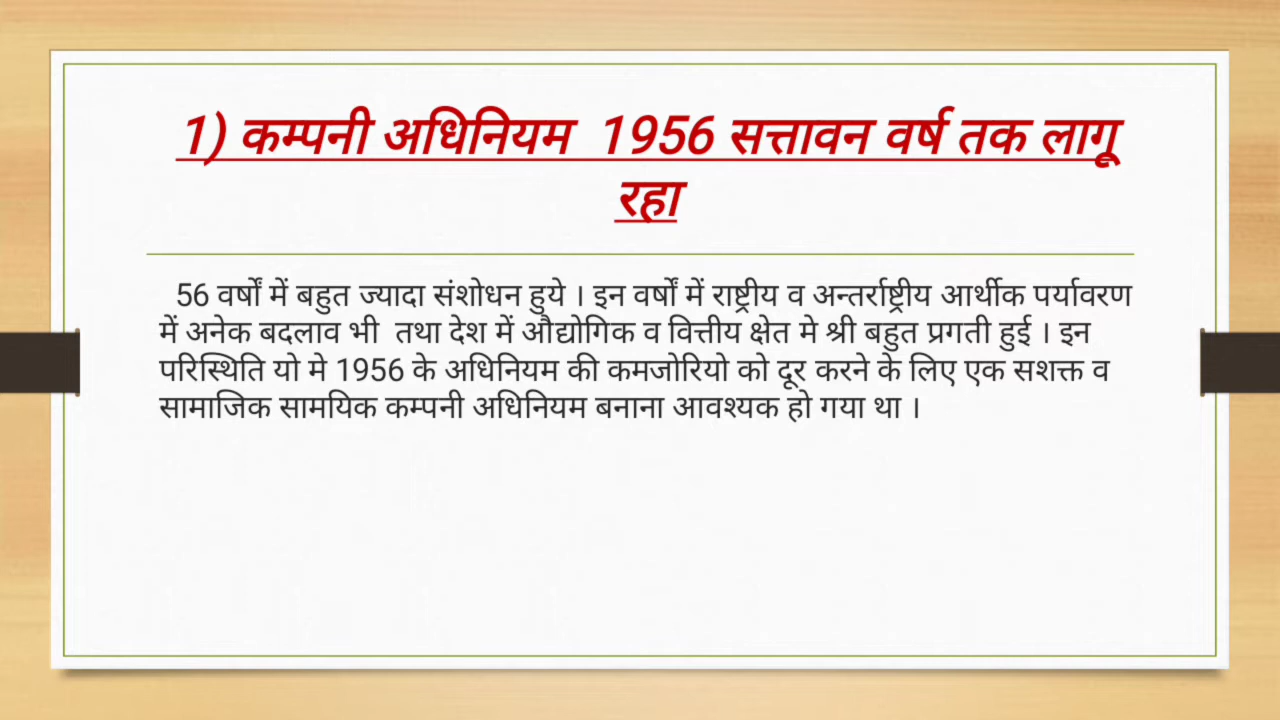 1) कम्पनी अधिनियम 1956 सत्तावन वर्ष तक लागू
रहा
56 वर्षों में बहुत ज्यादा संशोधन हुये । इन वर्षों में राष्ट्रीय व अन्तर्राष्ट्रीय आर्थीक पर्यावरण
में अनेक बदलाव भी तथा देश में औद्योगिक व वित्तीय क्षेत मे श्री बहुत प्रगती हुई । इन
परिस्थिति यो मे 1956 के अधिनियम की कमजोरियो को दूर करने के लिए एक सशक्त व
सामाजिक सामयिक कम्पनी अधिनियम बनाना आवश्यक हो गया था ।